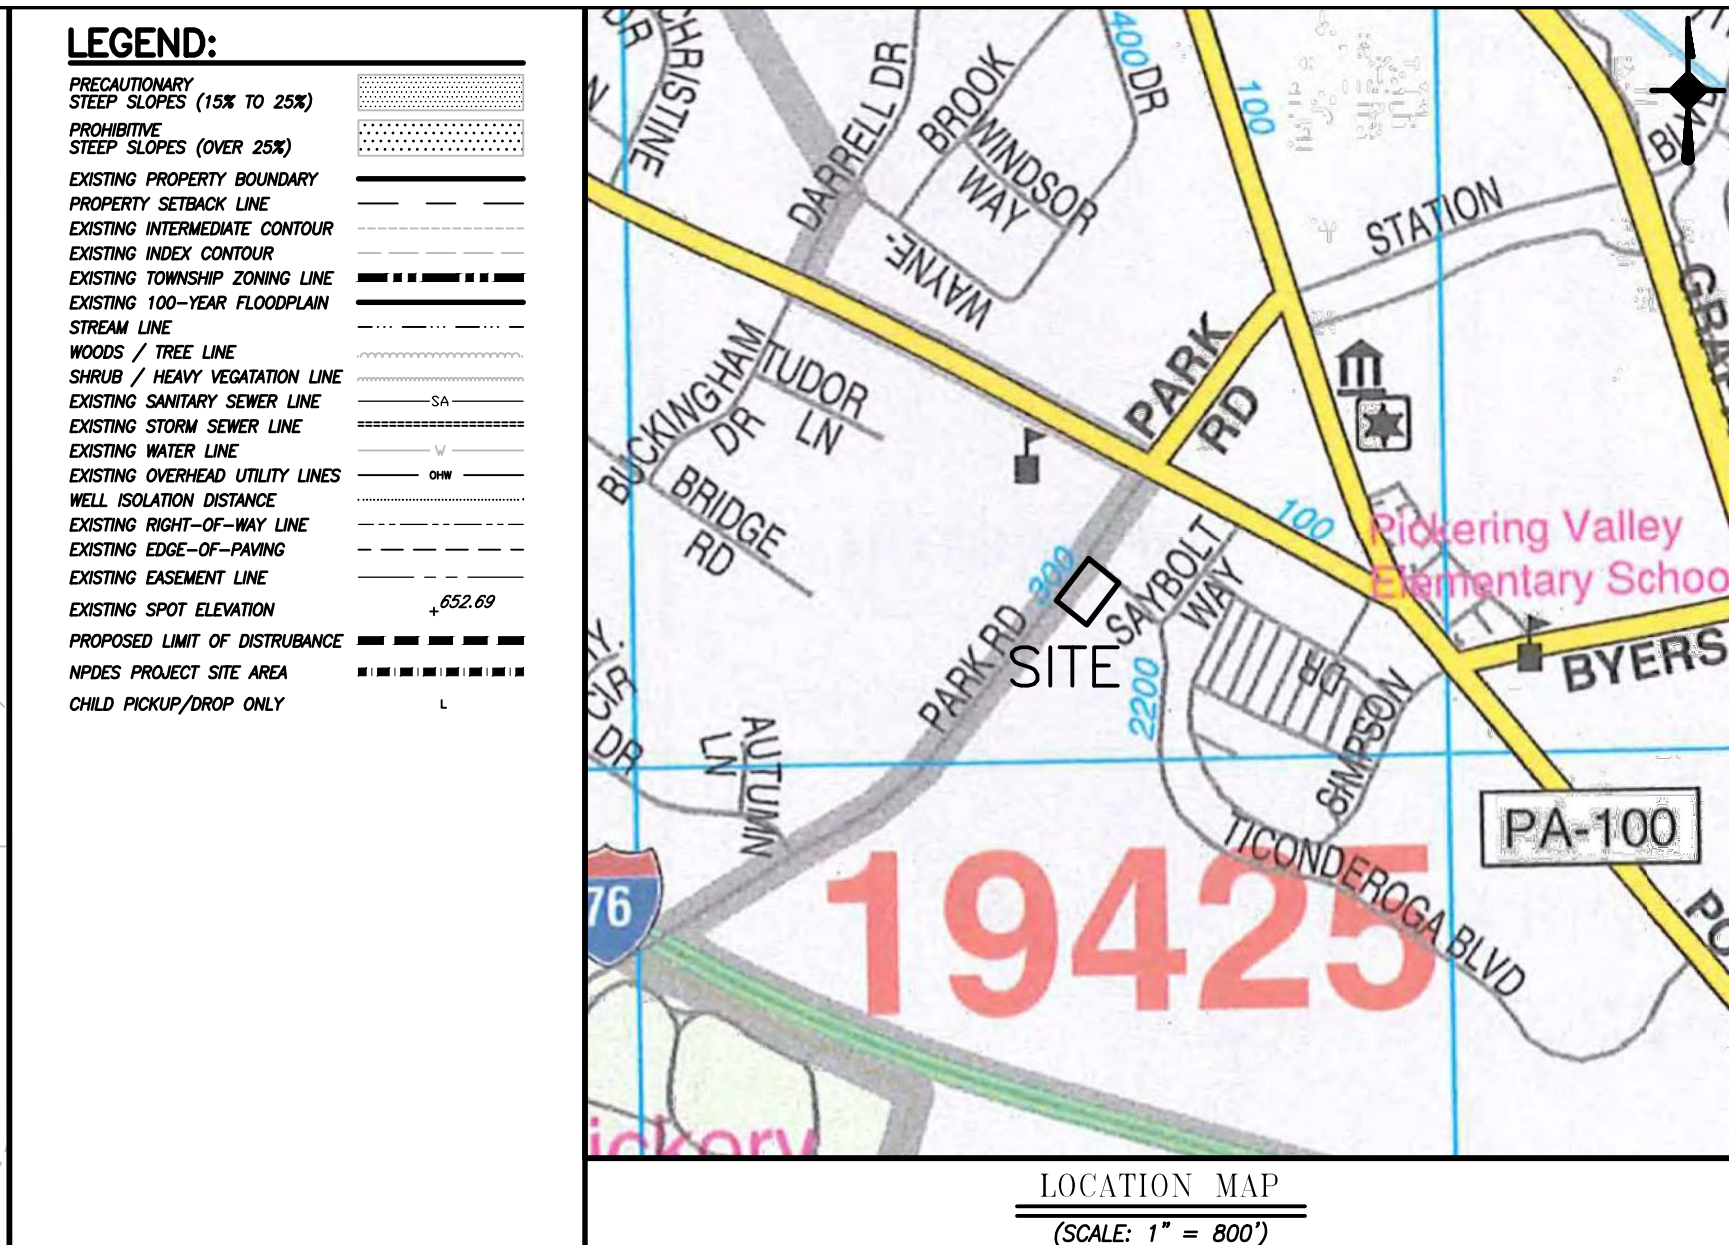 LEGEND:
PRECAUTIONARY
STEEP SLOPES (15% TO 25%)
PROHIBITIVE
STEEP SLOPES (OVER 25%)
EXISTING PROPERTY BOUNDARY
PROPERTY SETBACK LINE
EXISTING INTERMEDIATE CONTOUR
EXISTING INDEX CONTOUR
EXISTING TOWNSHIP ZONING LINE
EXISTING 100-YEAR FLOODPLAIN
STREAM LINE
WOODS / TREE LINE
SHRUB / HEAVY VEGATATION LINE
EXISTING SANITARY SEWER LINE SA
EXISTING STORM SEWER LINE
EXISTING WATER LINE W
EXISTING OVERHEAD UTILITY LINES OHW
WELL ISOLATION DISTANCE
EXISTING RIGHT-OF-WAY LINE
EXISTING EDGE-OF-PAVING
EXISTING EASEMENT LINE
EXISTING SPOT ELEVATION +652.69
PROPOSED LIMIT OF DISTRUBANCE
NPDES PROJECT SITE AREA
CHILD PICKUP/DROP ONLY L
DR
CHRISTINE
DARRELL DR
BROOK
WINDSOR
WAY
400
DR
100
BLVD
STATION
WAYNE-
PARK
RD
BUCKINGHAM
DR
TUDOR
LN
BRIDGE
RD
100
Pickering Valley
Elementary Schoo
300
SAYBOLT
WAY
PARK RD
SITE
2200
DR
SIMPSON
BYERS
CIR
DR
AUTUMN
LN
PA-100
TICONDEROGA BLVD
76
19425
ickory
LOCATION MAP
(SCALE: 1" = 800')